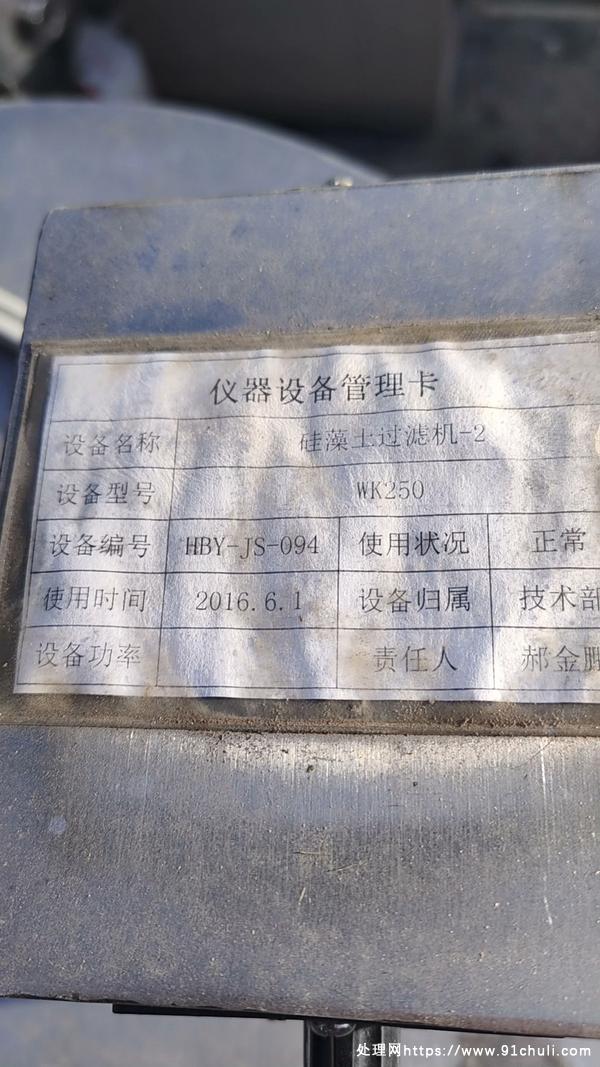 仪器设备管理卡
设备名称 硅藻土过滤机-2
设备型号 WK250
设备编号 HBY-JS-094 使用状况 正常
使用时间 2016.6.1 设备归属 技术部
设备功率 责任人 郝金鹏
处理网https://www.91chuli.com/